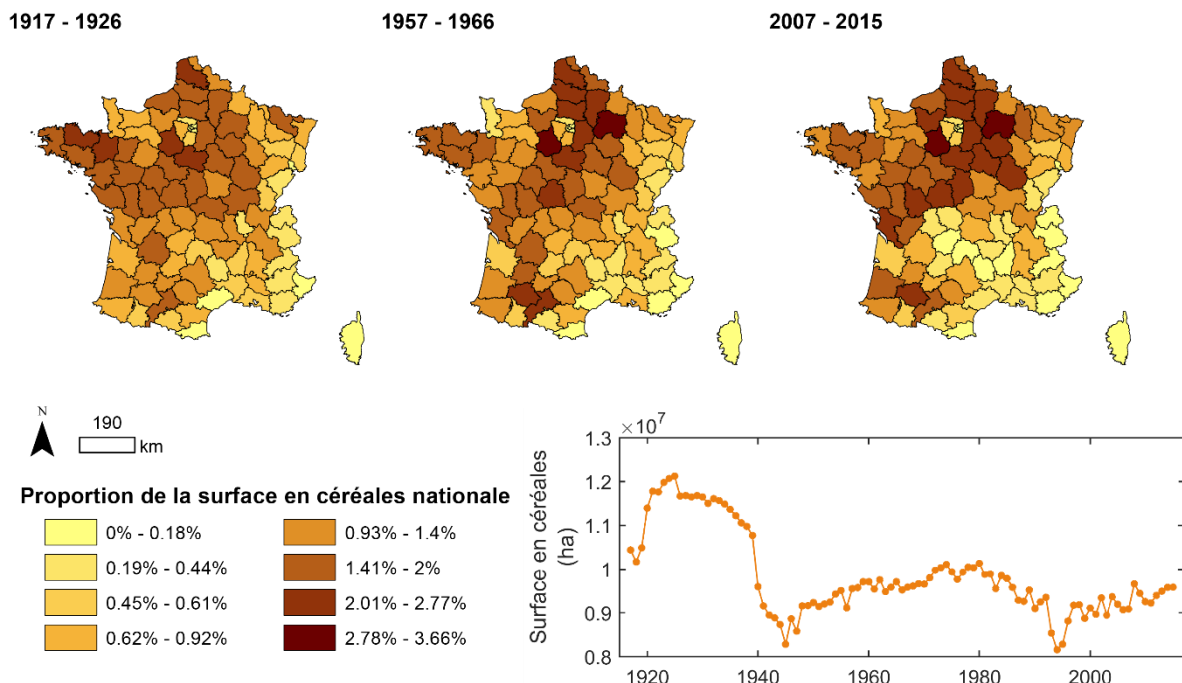 1917 - 1926
1957 - 1966
2007 - 2015
N
190
km
Proportion de la surface en céréales nationale
0% - 0.18%
0.19% - 0.44%
0.45% - 0.61%
0.62% - 0.92%
0.93% - 1.4%
1.41% - 2%
2.01% - 2.77%
2.78% - 3.66%
×10⁷
1.3
1.2
1.1
1
0.9
0.8
Surface en céréales
(ha)
1920
1940
1960
1980
2000